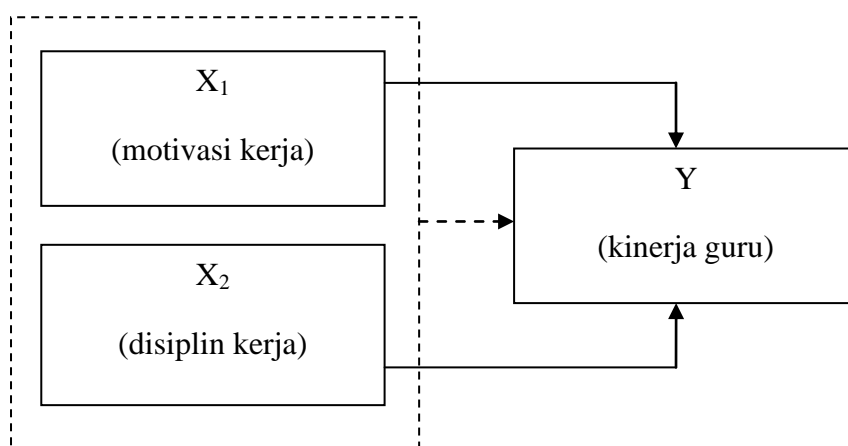 X₁
(motivasi kerja)
Y
(kinerja guru)
X₂
(disiplin kerja)